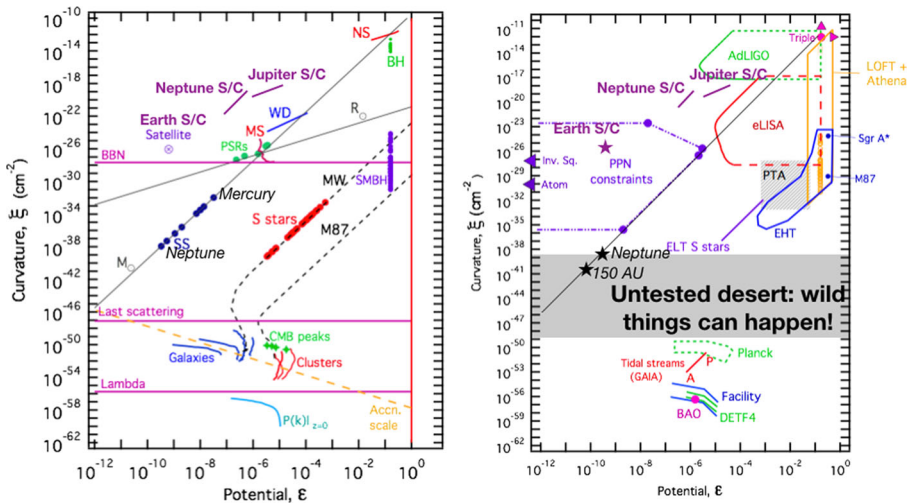 10^-10
10^-14
10^-18
10^-22
10^-26
10^-30
10^-34
10^-38
10^-42
10^-46
10^-50
10^-54
10^-58
10^-62
Curvature, ξ (cm^-2)
NS
BH
Jupiter S/C
Neptune S/C
WD
R
Earth S/C
Satellite
MS
PSRs
BBN
MW
SMBH
Mercury
S stars
M87
SS
Neptune
M
Last scattering
CMB peaks
Galaxies
Clusters
Lambda
Accn.
scale
P(k)|z=0
10^-12
10^-10
10^-8
10^-6
10^-4
10^-2
10^0
Potential, ε
10^-11
10^-14
10^-17
10^-20
10^-23
10^-26
10^-29
10^-32
10^-35
10^-38
10^-41
10^-44
10^-47
10^-50
10^-53
10^-56
10^-59
10^-62
Curvature, ξ (cm^-2)
Triple
AdLIGO
LOFT +
Athena
Jupiter S/C
Neptune S/C
eLISA
Earth S/C
Sgr A*
PPN
constraints
Inv. Sq.
Atom
PTA
M87
EHT
ELT S stars
Neptune
150 AU
Untested desert: wild
things can happen!
Planck
Tidal streams
(GAIA)
P
A
Facility
BAO
DETF4
10^-12
10^-10
10^-8
10^-6
10^-4
10^-2
10^0
Potential, ε